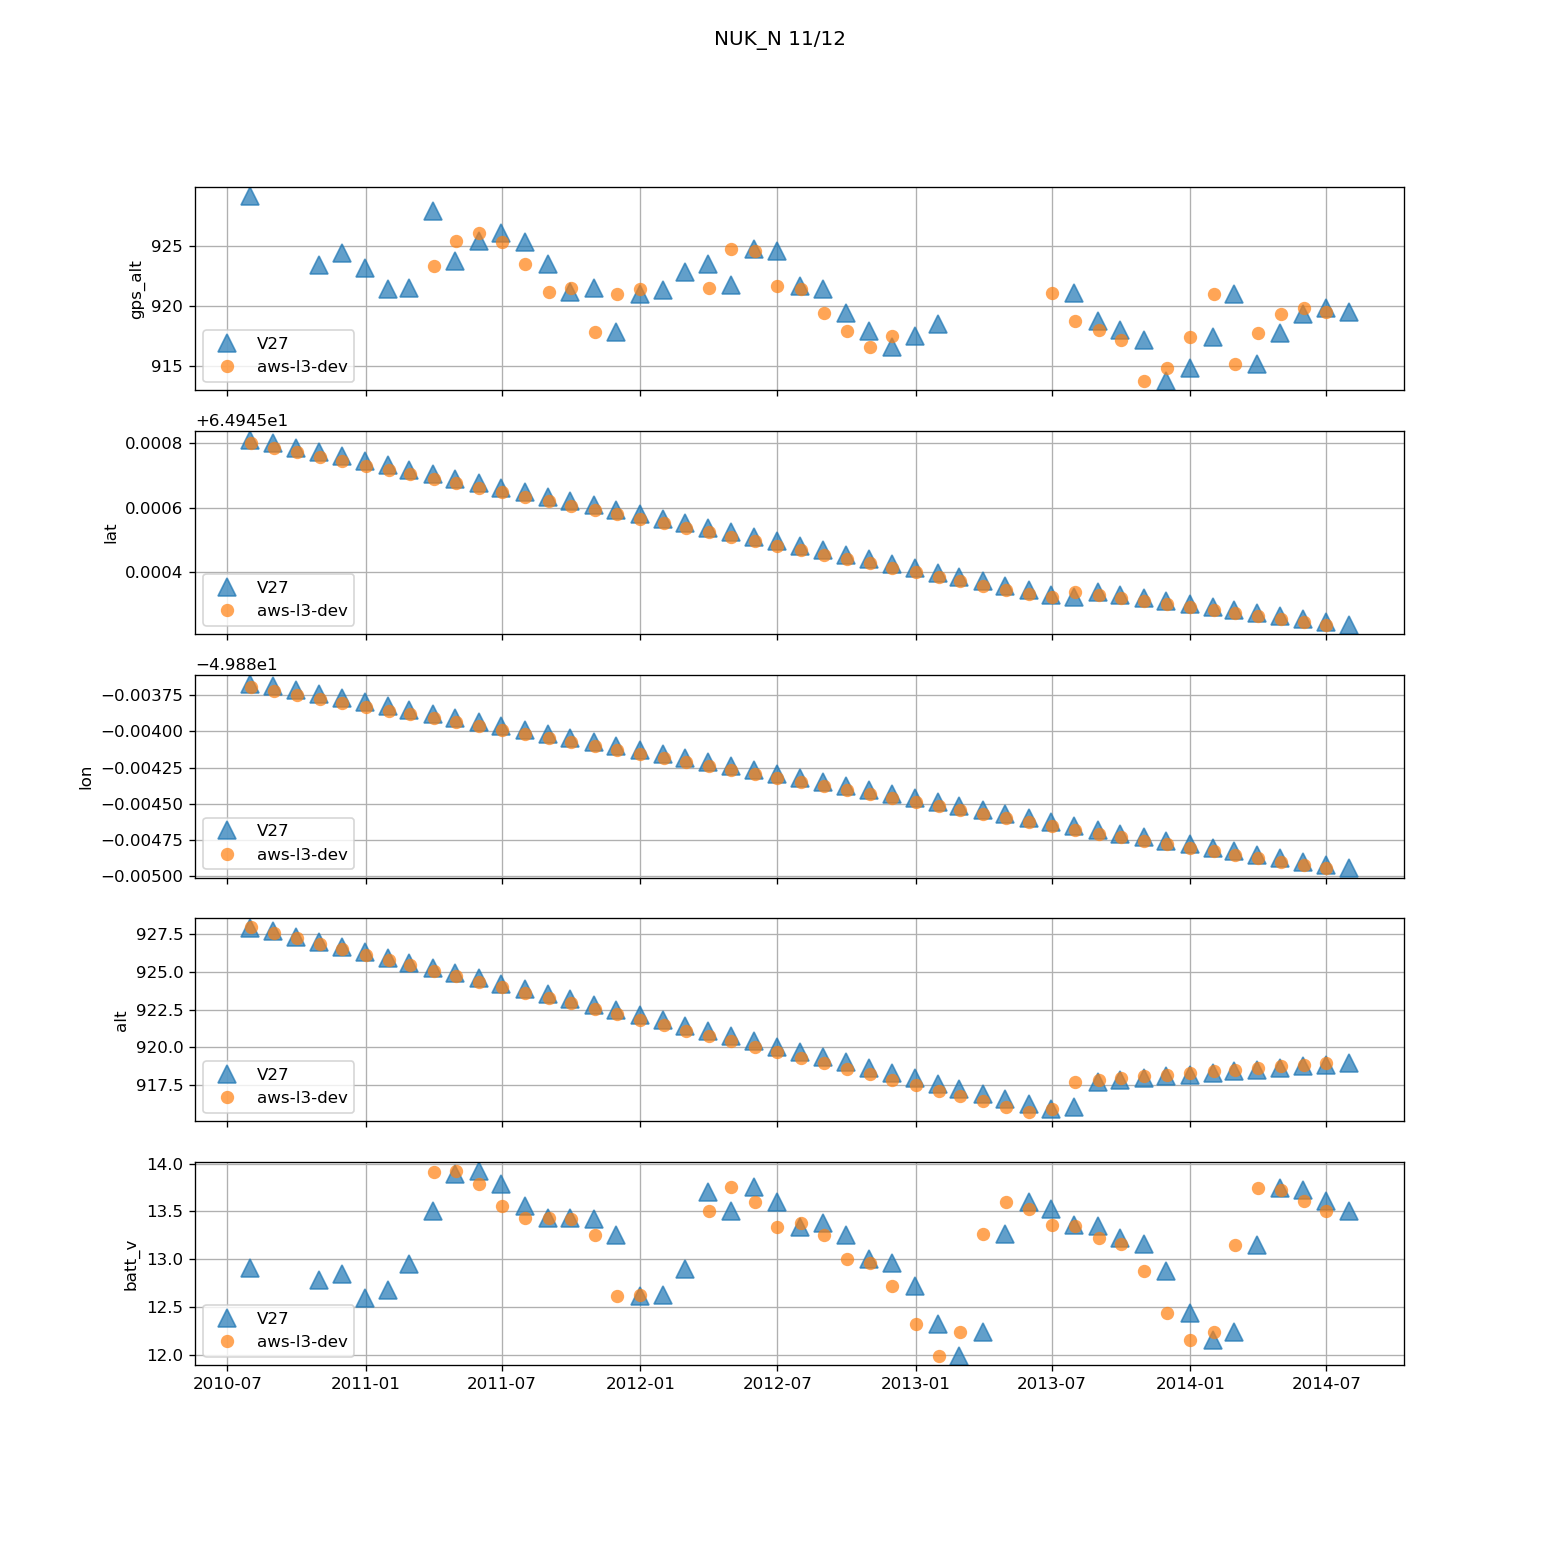 NUK_N 11/12
925
920
915
gps_alt
V27
aws-l3-dev
+6.4945e1
0.0008
0.0006
0.0004
lat
V27
aws-l3-dev
−4.988e1
−0.00375
−0.00400
−0.00425
−0.00450
−0.00475
−0.00500
lon
V27
aws-l3-dev
927.5
925.0
922.5
920.0
917.5
alt
V27
aws-l3-dev
14.0
13.5
13.0
12.5
12.0
batt_v
V27
aws-l3-dev
2010-07 2011-01 2011-07 2012-01 2012-07 2013-01 2013-07 2014-01 2014-07